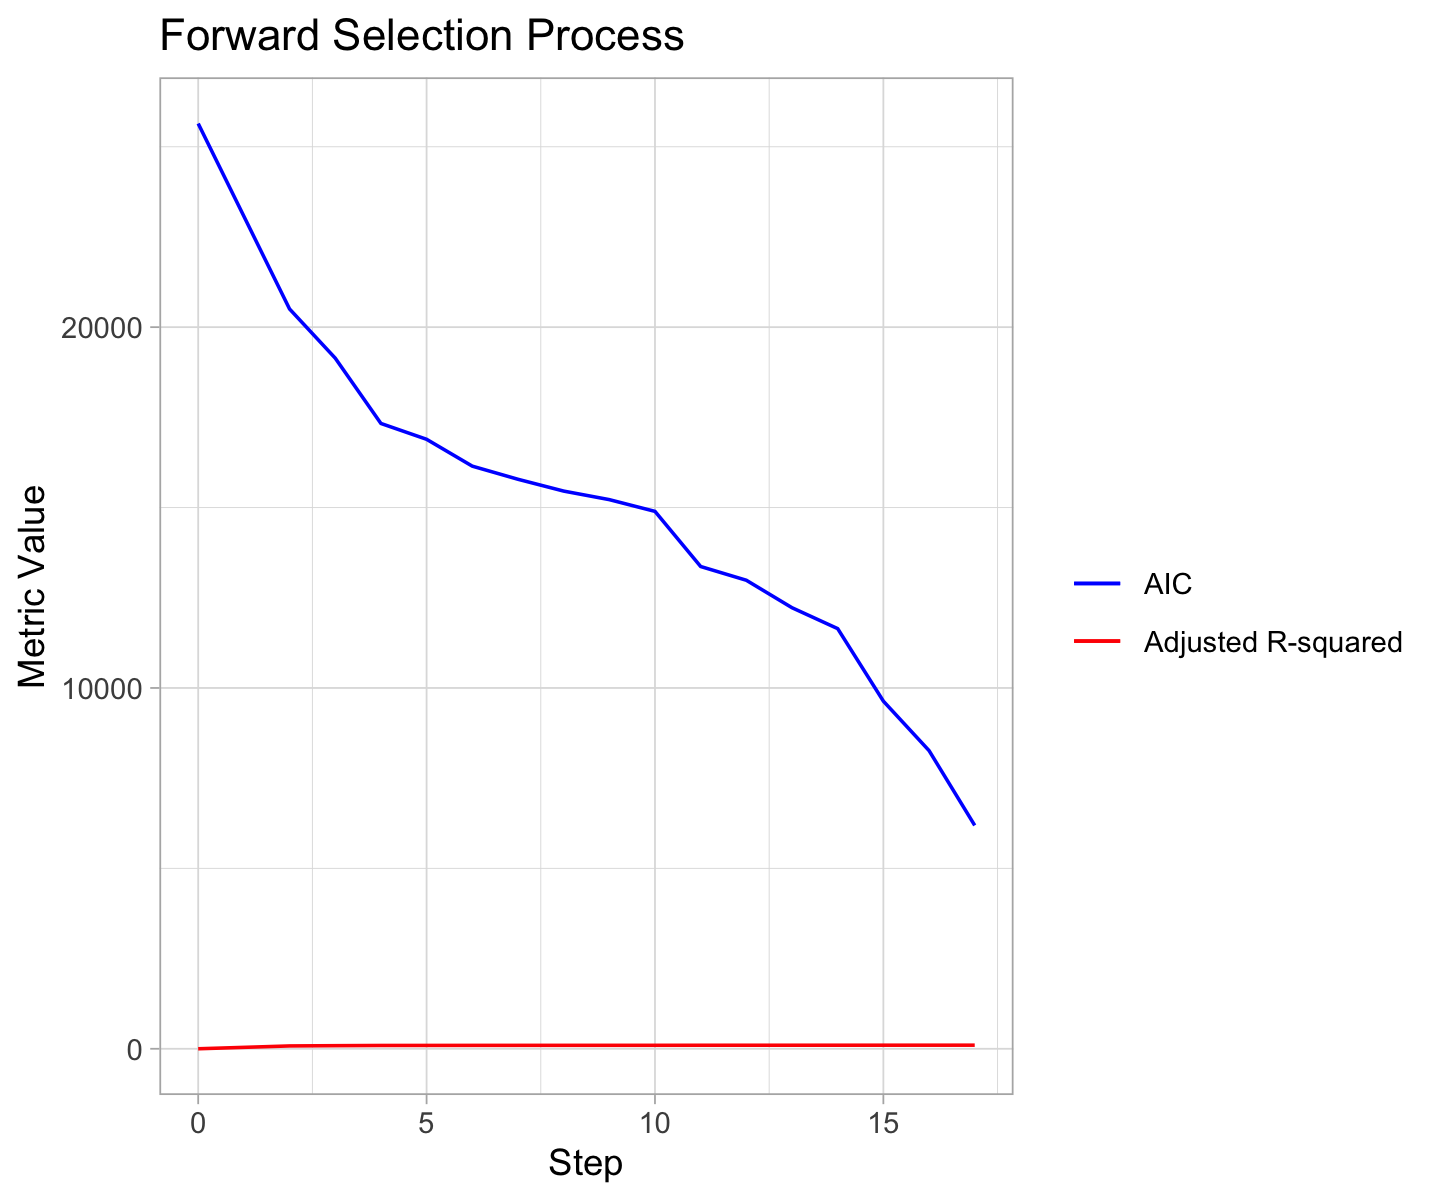 Forward Selection Process
Metric Value
20000
10000
0
0 5 10 15
Step
AIC
Adjusted R-squared